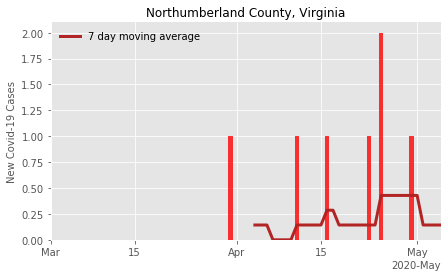 Northumberland County, Virginia
7 day moving average
New Covid-19 Cases
2.00
1.75
1.50
1.25
1.00
0.75
0.50
0.25
0.00
Mar
15
Apr
15
May
2020-May